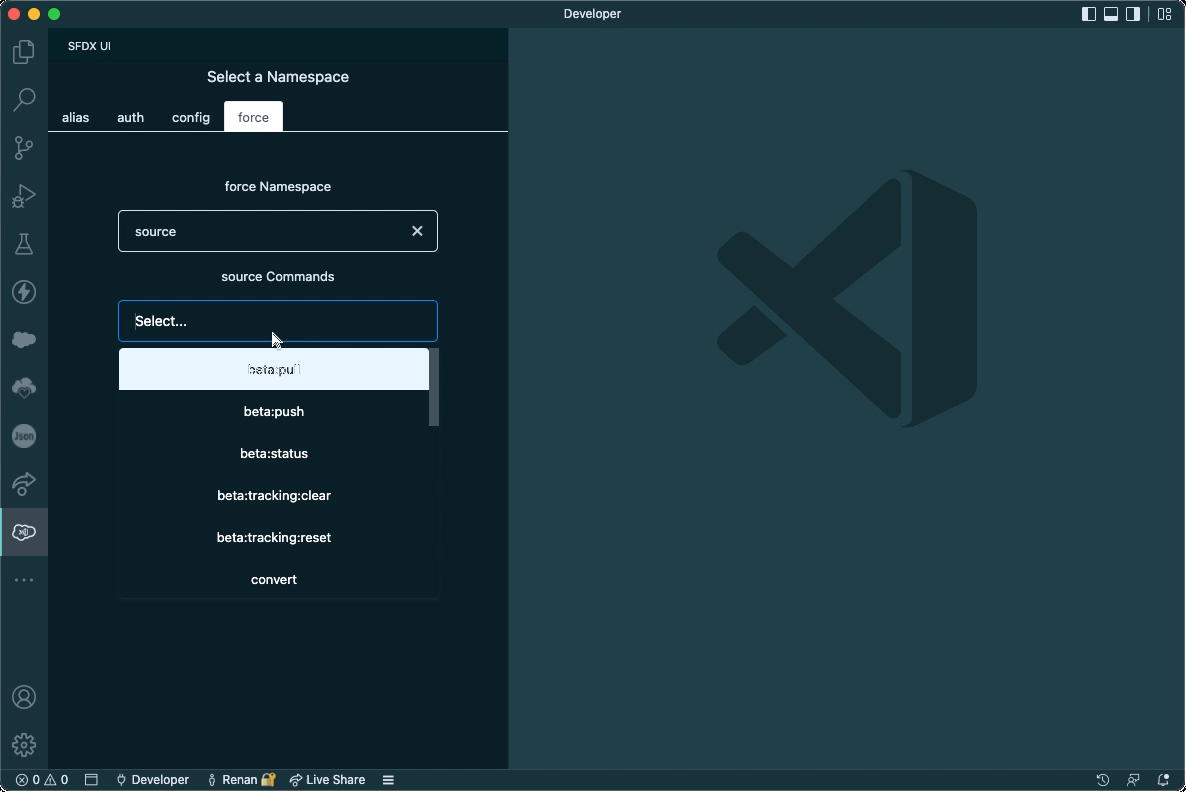 Developer
SFDX UI
Select a Namespace
alias auth config force
force Namespace
source
source Commands
Select...
beta:pull
beta:push
beta:status
beta:tracking:clear
beta:tracking:reset
convert
Json
0 0 Developer Renan Live Share